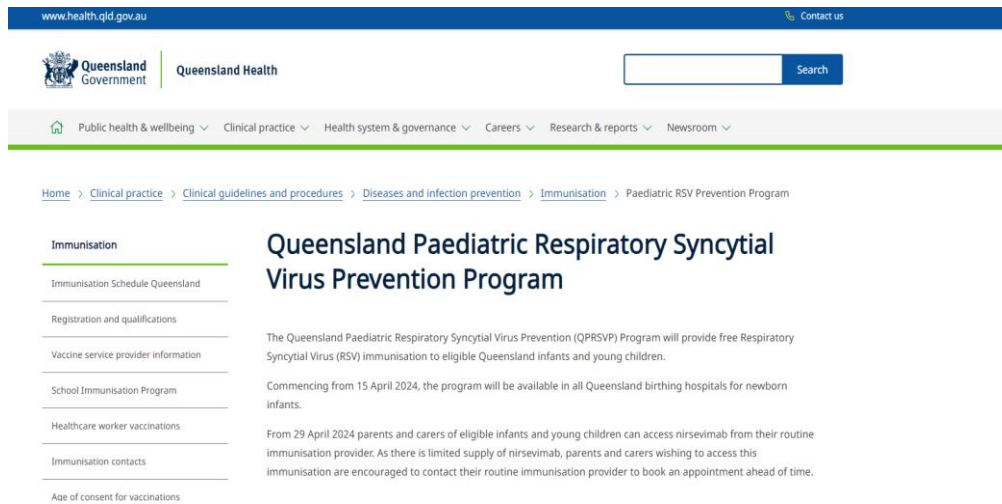 www.health.qld.gov.au
Contact us
Queensland
Government
Queensland Health
Search
Public health & wellbeing
Clinical practice
Health system & governance
Careers
Research & reports
Newsroom
Home > Clinical practice > Clinical guidelines and procedures > Diseases and infection prevention > Immunisation > Paediatric RSV Prevention Program
Immunisation
Immunisation Schedule Queensland
Registration and qualifications
Vaccine service provider information
School Immunisation Program
Healthcare worker vaccinations
Immunisation contacts
Age of consent for vaccinations
Queensland Paediatric Respiratory Syncytial
Virus Prevention Program
The Queensland Paediatric Respiratory Syncytial Virus Prevention (QPRSVP) Program will provide free Respiratory
Syncytial Virus (RSV) immunisation to eligible Queensland infants and young children.
Commencing from 15 April 2024, the program will be available in all Queensland birthing hospitals for newborn
infants.
From 29 April 2024 parents and carers of eligible infants and young children can access nirsevimab from their routine
immunisation provider. As there is limited supply of nirsevimab, parents and carers wishing to access this
immunisation are encouraged to contact their routine immunisation provider to book an appointment ahead of time.